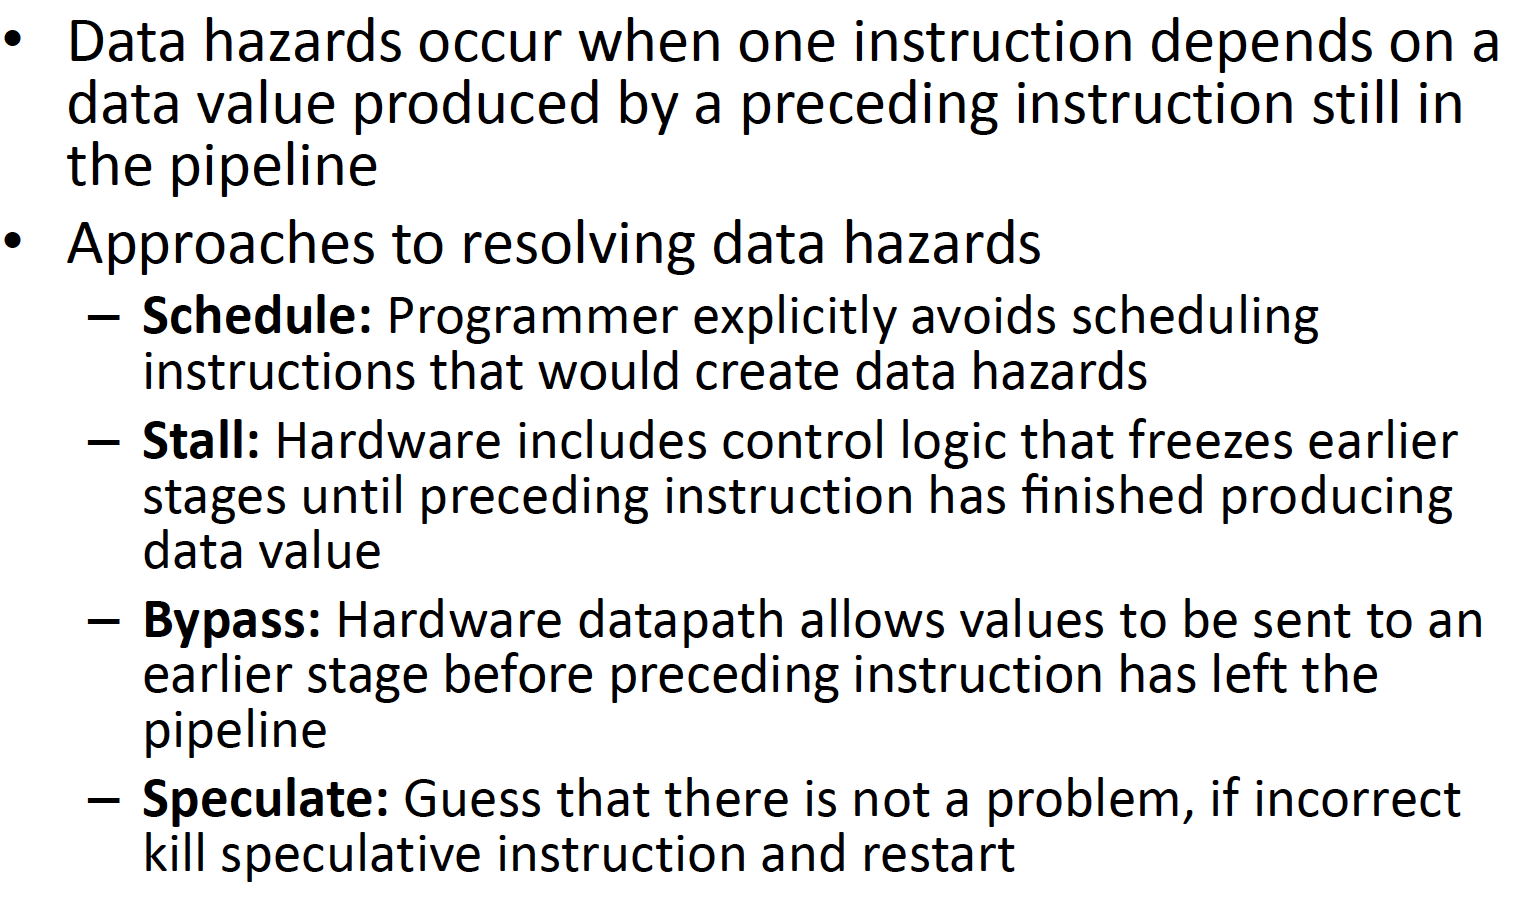 • Data hazards occur when one instruction depends on a
data value produced by a preceding instruction still in
the pipeline
• Approaches to resolving data hazards
– Schedule: Programmer explicitly avoids scheduling
instructions that would create data hazards
– Stall: Hardware includes control logic that freezes earlier
stages until preceding instruction has finished producing
data value
– Bypass: Hardware datapath allows values to be sent to an
earlier stage before preceding instruction has left the
pipeline
– Speculate: Guess that there is not a problem, if incorrect
kill speculative instruction and restart